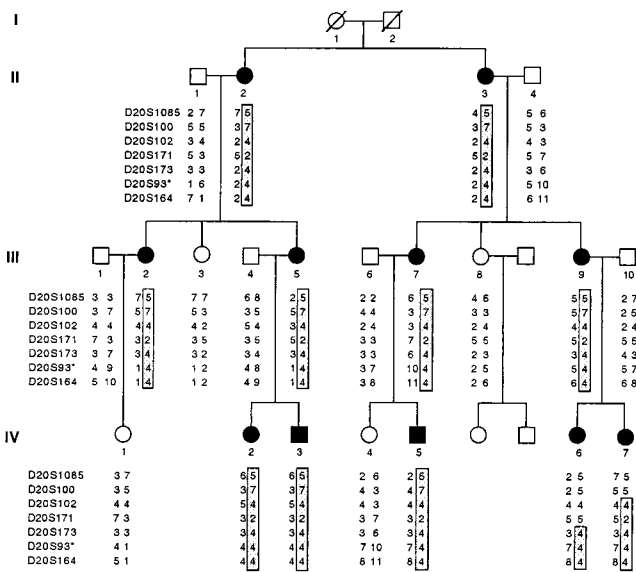 I
1 2
II
1 2 3 4
D20S1085 2 7 7 5 4 5 5 6
D20S100 5 5 3 7 3 7 5 3
D20S102 3 4 2 4 2 4 4 3
D20S171 5 3 5 2 5 2 5 7
D20S173 3 3 2 4 2 4 3 6
D20S93* 1 6 2 4 2 4 5 10
D20S164 7 1 2 4 2 4 6 11
III
1 2 3 4 5 6 7 8 9 10
D20S1085 3 3 7 5 7 7 6 8 2 5 2 2 6 5 4 6 5 5 2 7
D20S100 3 7 5 7 5 3 3 5 5 7 4 4 3 7 3 3 5 7 2 5
D20S102 4 4 4 4 4 2 5 4 4 4 2 4 3 4 2 4 4 4 2 4
D20S171 7 3 3 2 3 5 3 5 5 2 3 3 7 2 5 5 5 2 5 5
D20S173 3 7 3 4 3 2 3 4 3 4 3 3 6 4 2 3 3 4 2 3
D20S93* 4 9 1 4 1 2 4 8 1 4 3 7 10 4 2 5 5 4 5 7
D20S164 5 10 1 4 1 2 4 9 1 4 3 8 11 4 2 6 6 4 6 8
IV
1 2 3 4 5 6 7
D20S1085 3 7 6 5 6 5 2 6 2 5 2 5 7 5
D20S100 3 5 3 7 3 7 4 3 4 7 2 5 5 5
D20S102 4 4 5 4 5 4 4 3 4 4 4 4 4 4
D20S171 7 3 3 2 3 2 3 7 3 2 5 5 5 2
D20S173 3 3 3 4 3 4 3 6 3 4 3 4 3 4
D20S93* 4 1 4 4 4 4 7 10 7 4 7 4 7 4
D20S164 5 1 4 4 4 4 8 11 8 4 8 4 8 4